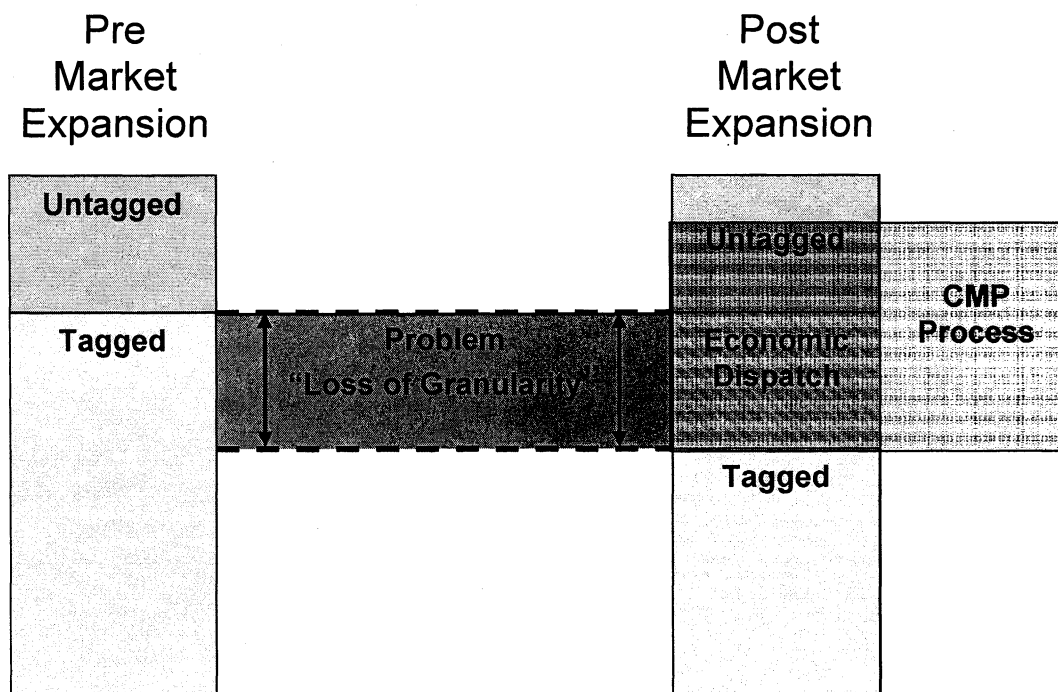 Pre
Market
Expansion
Post
Market
Expansion
Untagged
Tagged
Problem
"Loss of Granularity"
Untagged
Economic
Dispatch
Tagged
CMP
Process